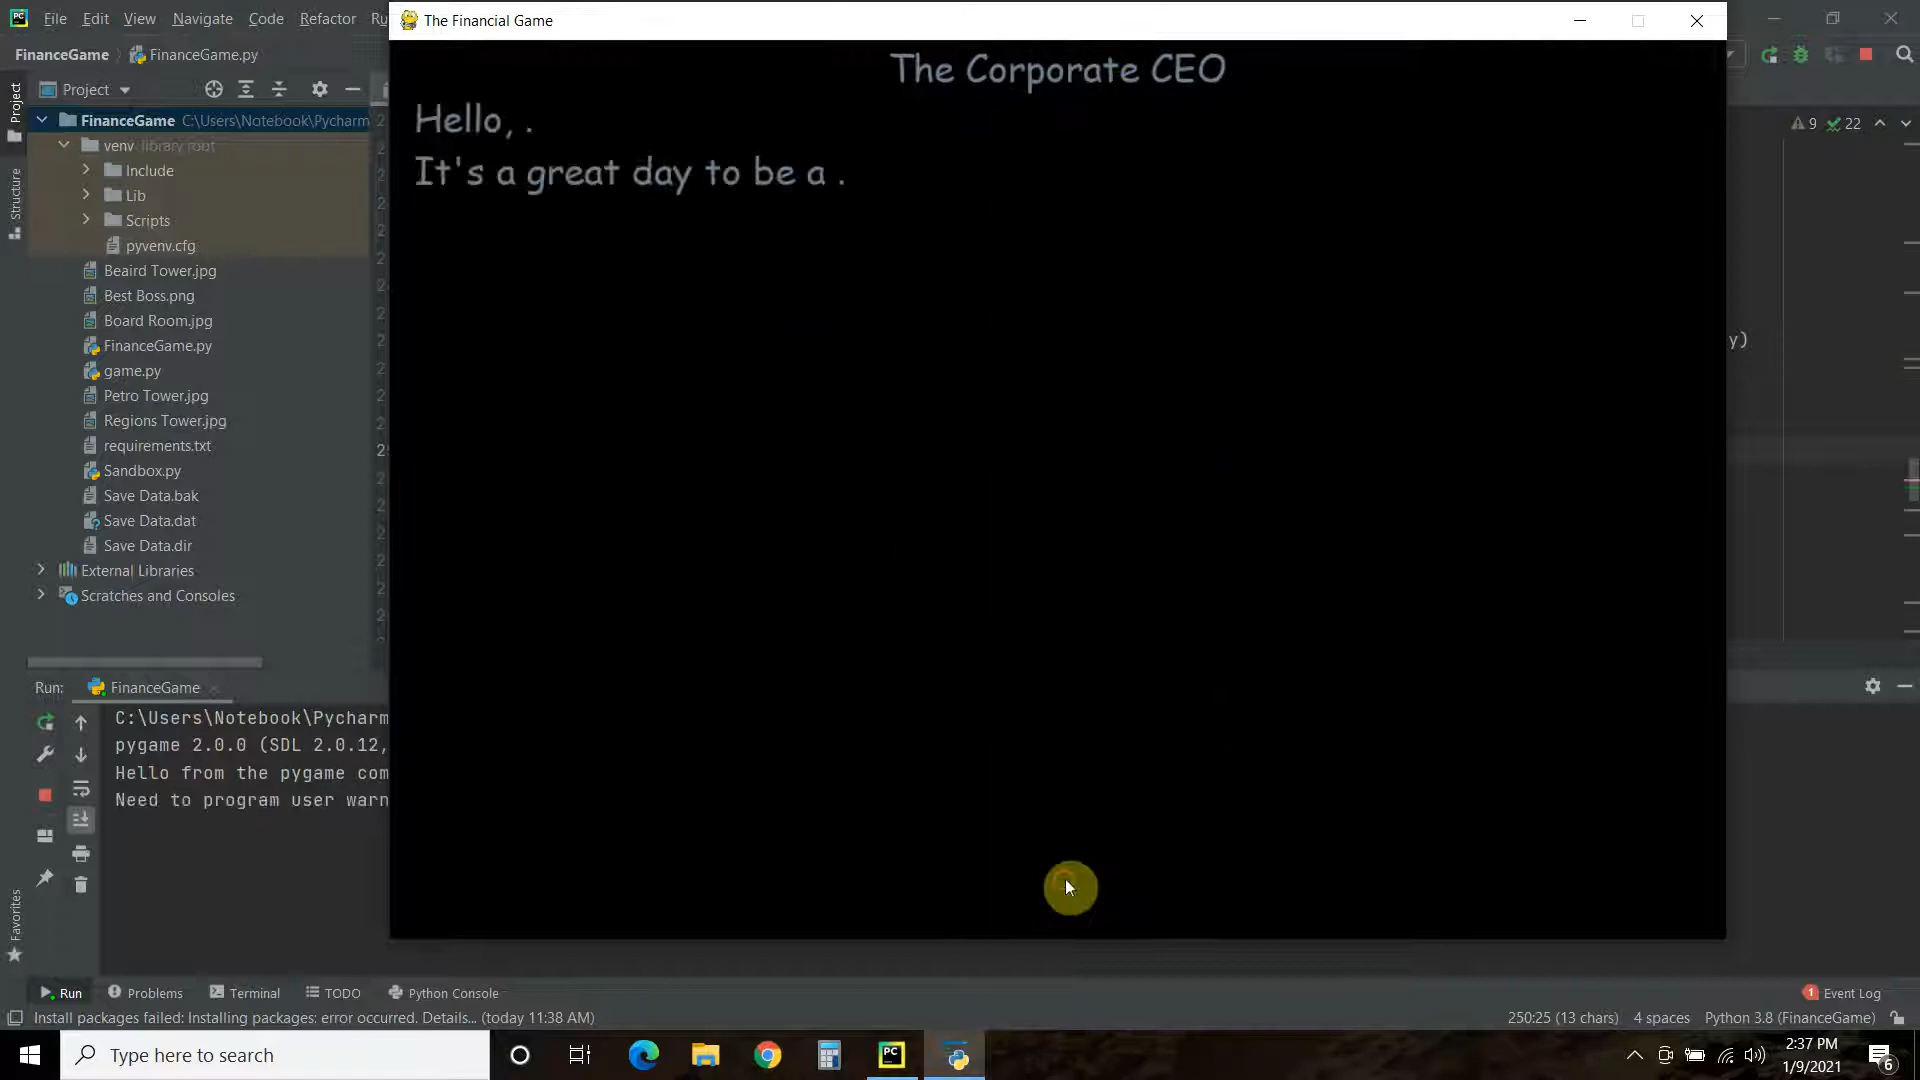 File Edit View Navigate Code Refactor
The Financial Game
FinanceGame FinanceGame.py
The Corporate CEO
Project
Project
FinanceGame C:\Users\Notebook\Pycharm
Hello, .
9 22
venv library root
Include
It's a great day to be a .
Lib
Structure
Scripts
pyvenv.cfg
Beaird Tower.jpg
Best Boss.png
Board Room.jpg
y)
FinanceGame.py
game.py
Petro Tower.jpg
Regions Tower.jpg
requirements.txt
Sandbox.py
Save Data.bak
Save Data.dat
Save Data.dir
External Libraries
Scratches and Consoles
Run: FinanceGame
C:\Users\Notebook\Pycharm
pygame 2.0.0 (SDL 2.0.12,
Hello from the pygame com
Need to program user warn
Favorites
Run Problems Terminal TODO Python Console 1 Event Log
Install packages failed: Installing packages: error occurred. Details... (today 11:38 AM) 250:25 (13 chars) 4 spaces Python 3.8 (FinanceGame)
Type here to search
2:37 PM
1/9/2021
6